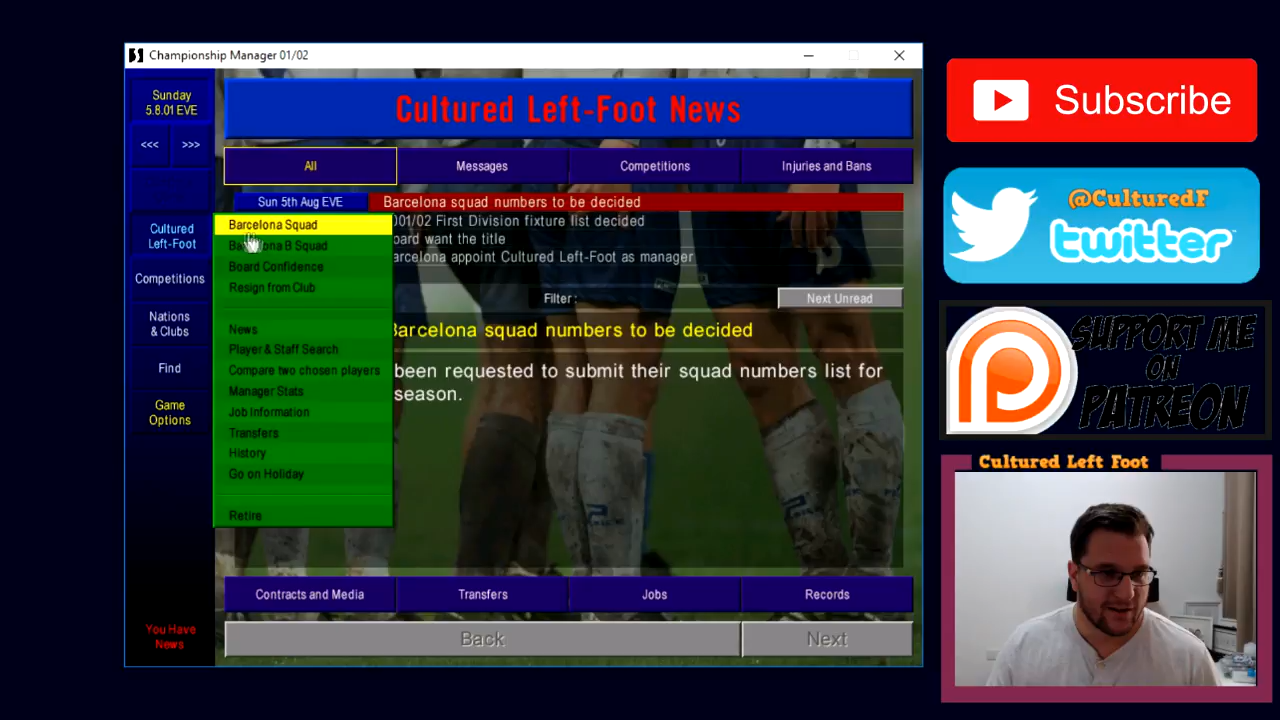 Championship Manager 01/02
Sunday
5.8.01 EVE
<<< >>>
Cultured
Left-Foot
Competitions
Nations
& Clubs
Find
Game
Options
You Have
News
Cultured Left-Foot News
All Messages Competitions Injuries and Bans
Sun 5th Aug EVE Barcelona squad numbers to be decided
001/02 First Division fixture list decided
oard want the title
arcelona appoint Cultured Left-Foot as manager
Filter : Next Unread
Barcelona squad numbers to be decided
been requested to submit their squad numbers list for
season.
Barcelona Squad
Board Confidence
Resign from Club
News
Player & Staff Search
Compare two chosen players
Manager Stats
Job Information
Transfers
History
Go on Holiday
Retire
Contracts and Media Transfers Jobs Records
Back Next
Subscribe
@CulturedF
twitter
SUPPORT ME
ON
PATREON
Cultured Left Foot